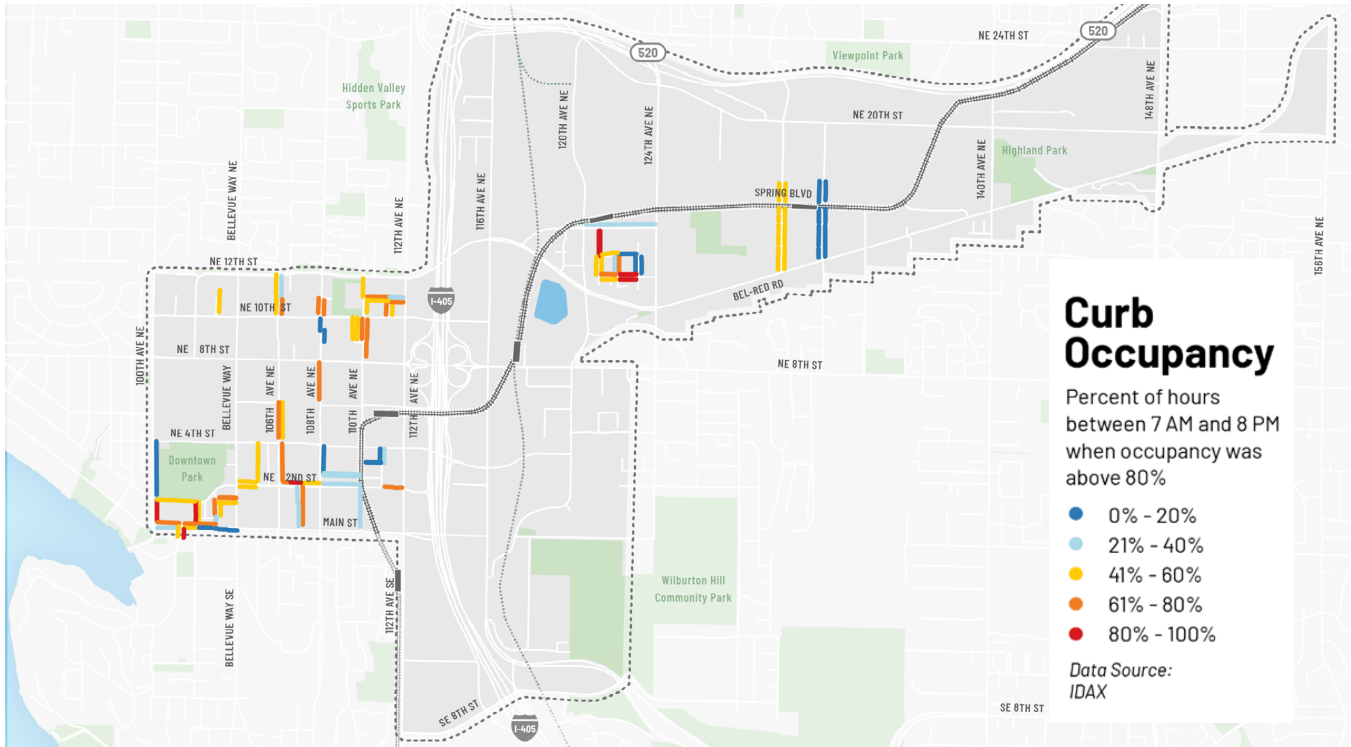 NE 24TH ST
520
520
Viewpoint Park
Hidden Valley
Sports Park
148TH AVE NE
120TH AVE NE
124TH AVE NE
NE 20TH ST
140TH AVE NE
Highland Park
BELLEVUE WAY NE
116TH AVE NE
SPRING BLVD
112TH AVE NE
156TH AVE NE
NE 12TH ST
BEL-RED RD
I-405
NE 10TH ST
100TH AVE NE
NE 8TH ST
NE 8TH ST
BELLEVUE WAY
106TH AVE NE
108TH AVE NE
110TH AVE NE
112TH AVE NE
NE 4TH ST
Downtown
Park
NE 2ND ST
MAIN ST
Wilburton Hill
Community Park
112TH AVE SE
BELLEVUE WAY SE
SE 8TH ST
I-405
SE 8TH ST
Curb
Occupancy
Percent of hours
between 7 AM and 8 PM
when occupancy was
above 80%
0% - 20%
21% - 40%
41% - 60%
61% - 80%
80% - 100%
Data Source:
IDAX